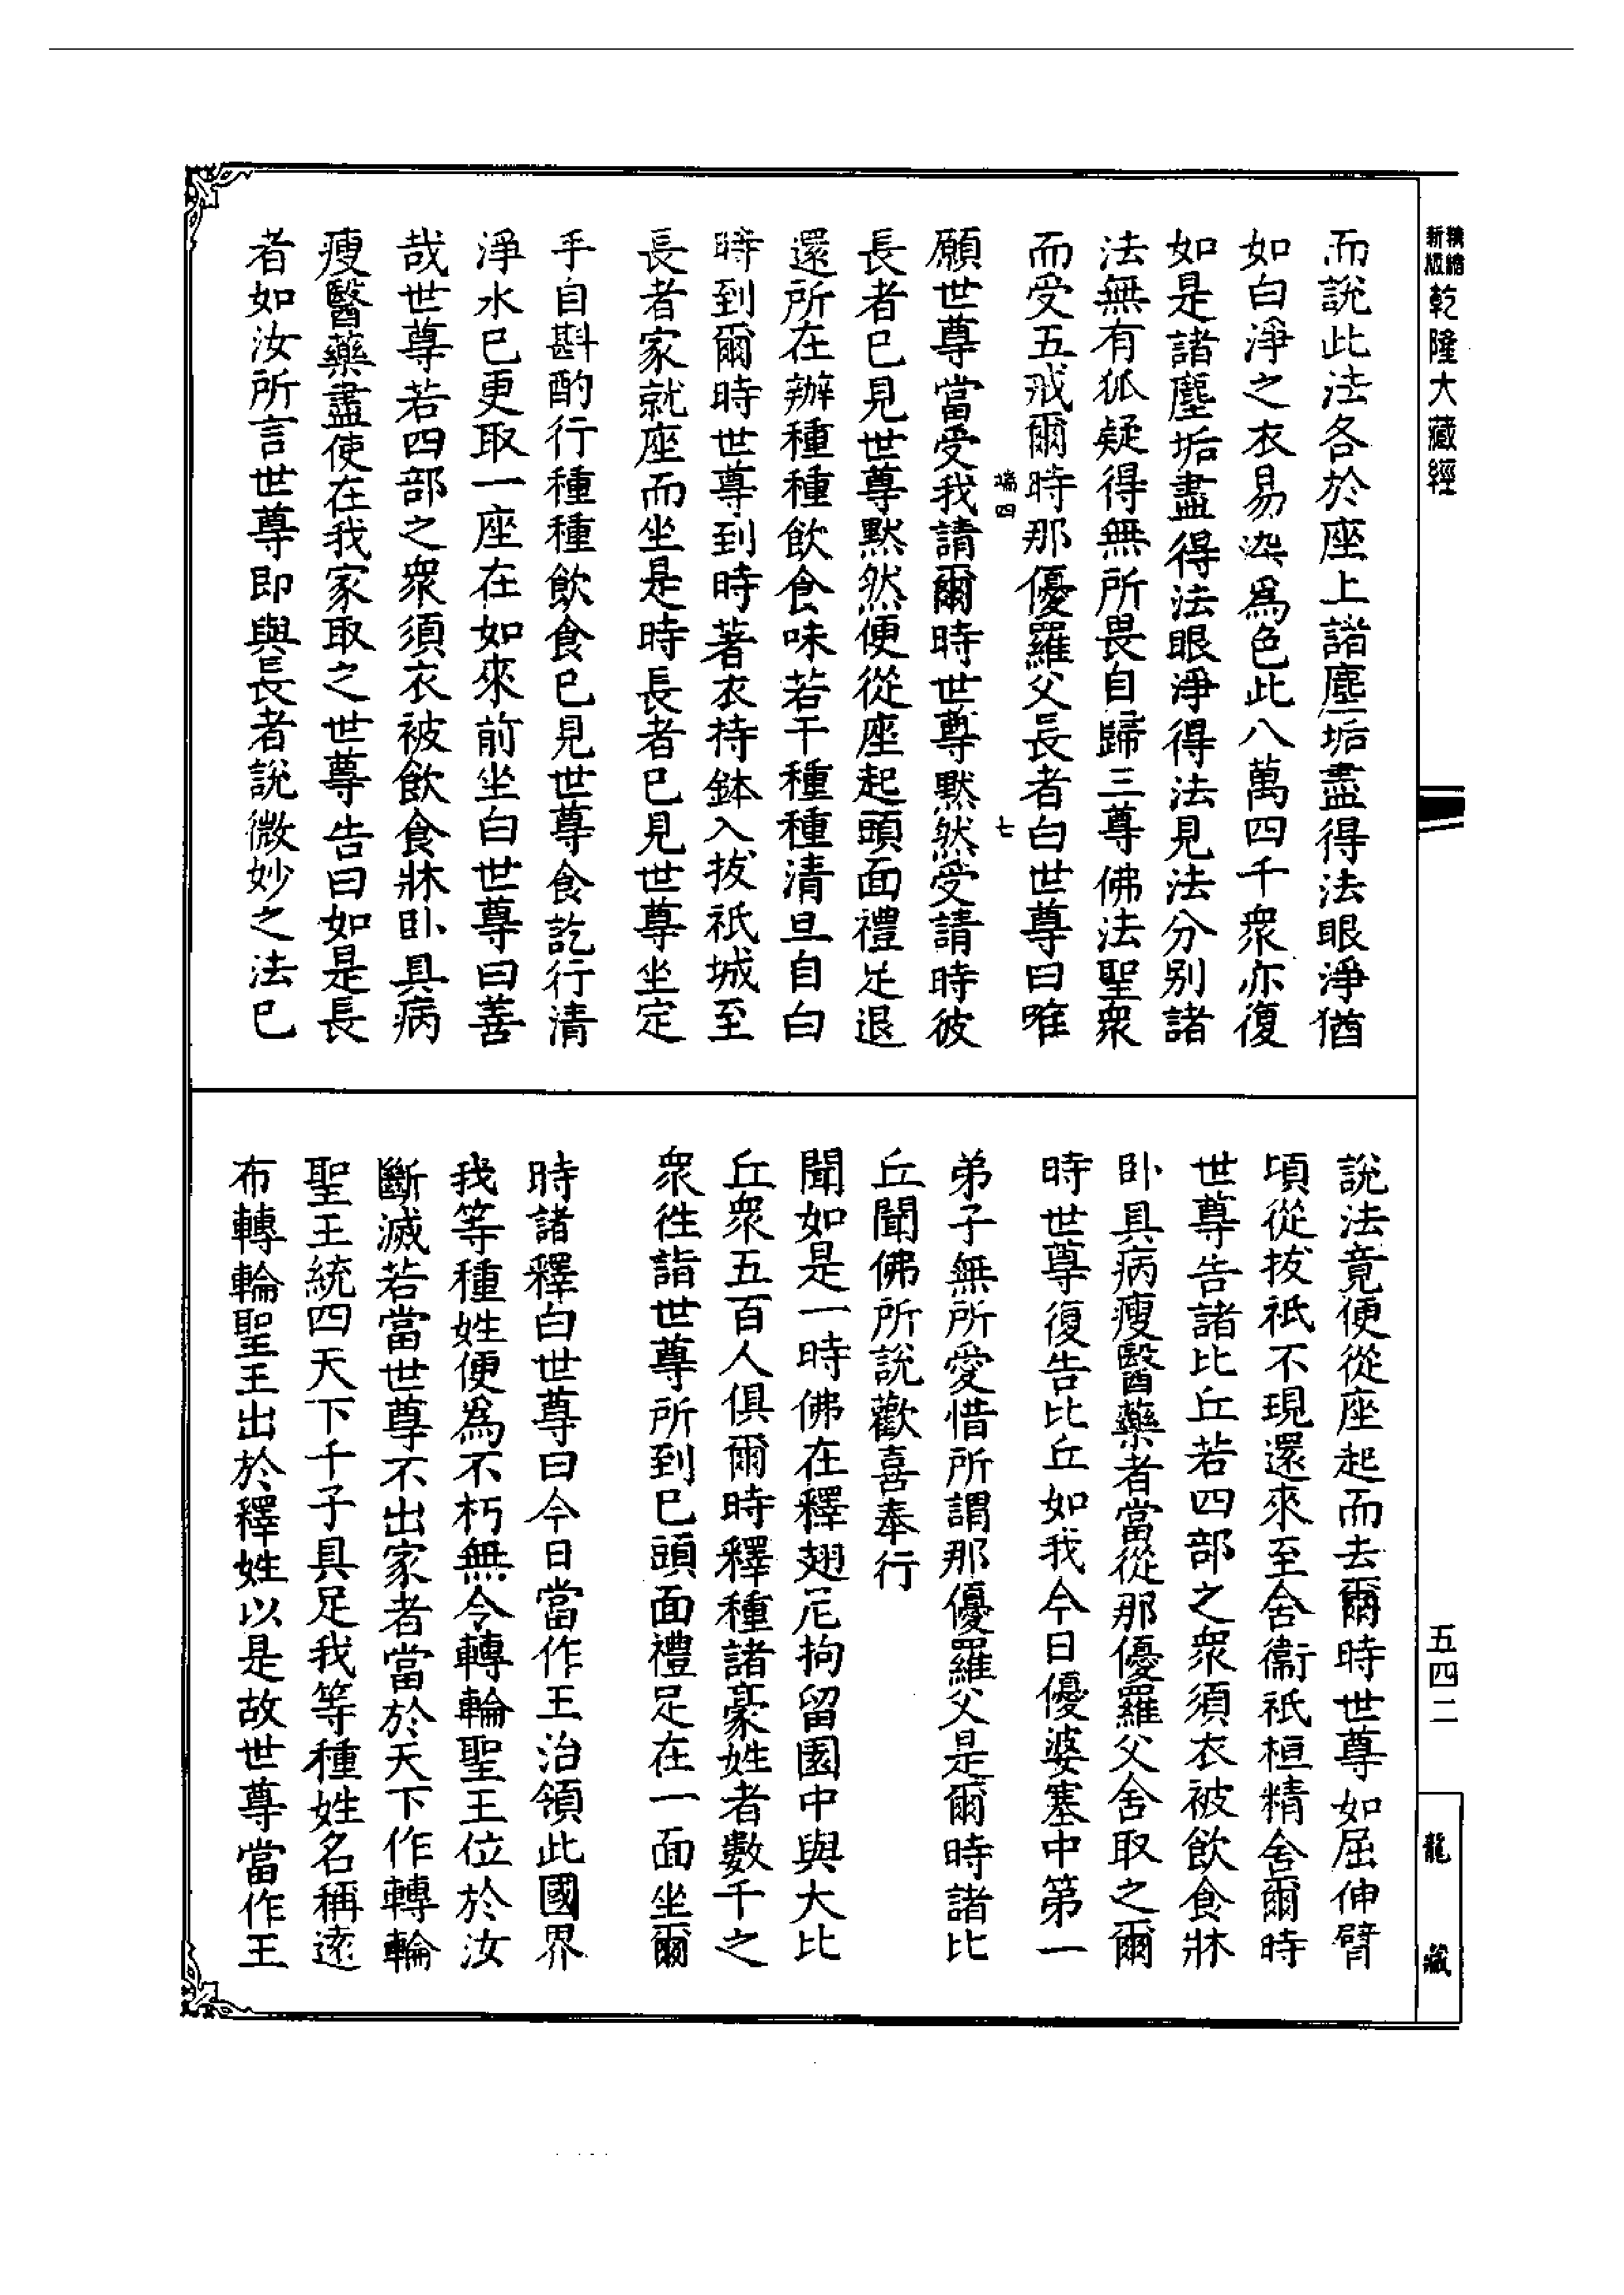 精縮新版乾隆大藏經
而說此法各於座上諸塵垢盡得法眼淨猶
如白淨之衣易染爲色此八萬四千衆亦復
如是諸塵垢盡得法眼淨得法見法分別諸
法無有狐疑得無所畏自歸三尊佛法聖衆
而受五戒爾時那優羅父長者白世尊曰唯
端四 七
願世尊當受我請爾時世尊默然受請時彼
長者已見世尊默然便從座起頭面禮足退
還所在辦種種飲食味若干種種清旦自白
時到爾時世尊到時著衣持鉢入拔祇城至
長者家就座而坐是時長者已見世尊坐定
手自斟酌行種種飲食已見世尊食訖行清
淨水已更取一座在如來前坐白世尊曰善
哉世尊若四部之衆須衣被飲食牀卧具病
瘦醫藥盡使在我家取之世尊告曰如是長
者如汝所言世尊即與長者說微妙之法已
說法竟便從座起而去爾時世尊如屈伸臂
頃從拔祇不現還來至舍衞祇桓精舍爾時
世尊告諸比丘若四部之衆須衣被飲食牀
卧具病瘦醫藥者當從那優羅父舍取之爾
時世尊復告比丘如我今日優婆塞中第一
弟子無所愛惜所謂那優羅父是爾時諸比
丘聞佛所說歡喜奉行
聞如是一時佛在釋翅尼拘留園中與大比
丘衆五百人俱爾時釋種諸豪姓者數千之
衆徃詣世尊所到已頭面禮足在一面坐爾
時諸釋白世尊曰今日當作王治領此國界
我等種姓便爲不朽無令轉輪聖王位於汝
斷滅若當世尊不出家者當於天下作轉輪
聖王統四天下千子具足我等種姓名稱遠
布轉輪聖王出於釋姓以是故世尊當作王
五四二
龍藏